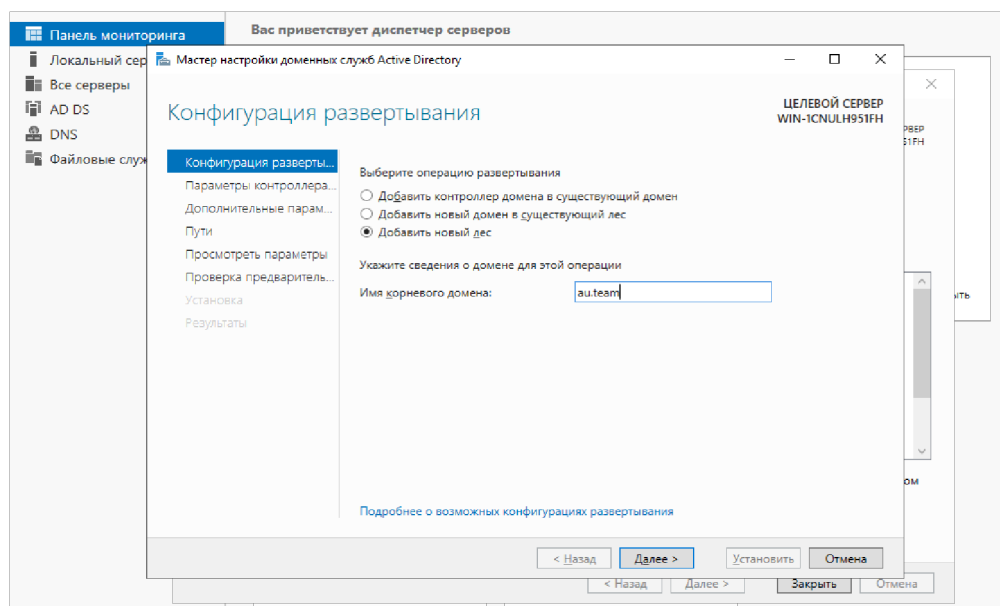 Панель мониторинга
Вас приветствует диспетчер серверов
Локальный сер
Все серверы
AD DS
DNS
Файловые служ
Мастер настройки доменных служб Active Directory
Конфигурация развертывания
ЦЕЛЕВОЙ СЕРВЕР
WIN-1CNULH951FH
РВЕР
51FH
Конфигурация разверты...
Параметры контроллера...
Дополнительные парам...
Пути
Просмотреть параметры
Проверка предваритель...
Установка
Результаты
Выберите операцию развертывания
Добавить контроллер домена в существующий домен
Добавить новый домен в существующий лес
Добавить новый лес
Укажите сведения о домене для этой операции
Имя корневого домена:
au.team
ыть
ом
Подробнее о возможных конфигурациях развертывания
< Назад
Далее >
Установить
Отмена
< Назад
Далее >
Закрыть
Отмена